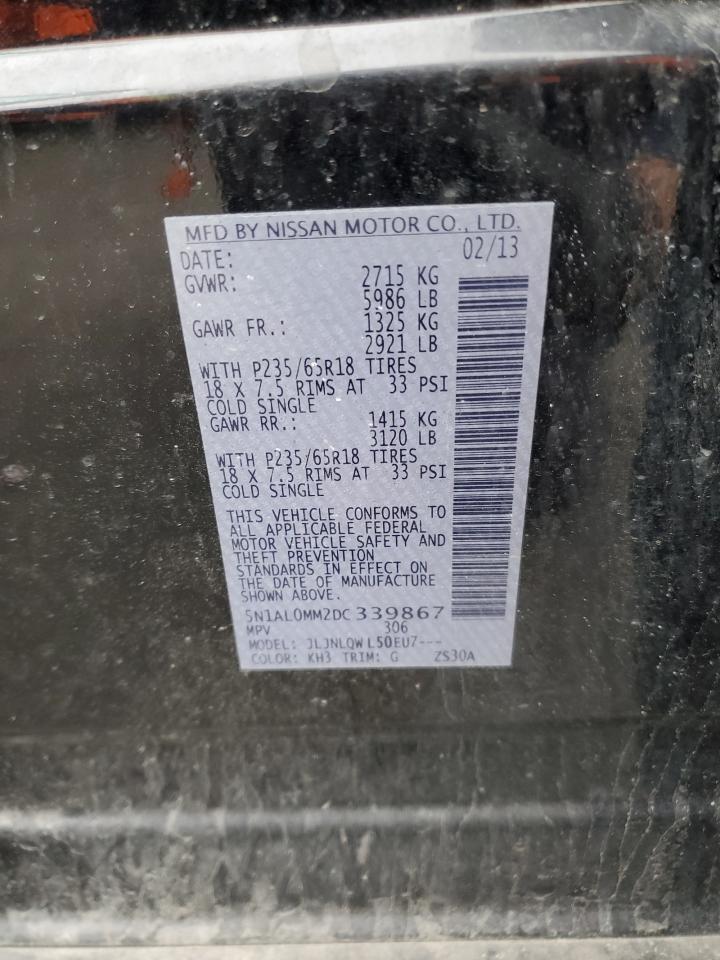 MFD BY NISSAN MOTOR CO., LTD.
DATE: 02/13
GVWR: 2715 KG
5986 LB
GAWR FR.: 1325 KG
2921 LB
WITH P235/65R18 TIRES
18 X 7.5 RIMS AT 33 PSI
COLD SINGLE
GAWR RR.: 1415 KG
3120 LB
WITH P235/65R18 TIRES
18 X 7.5 RIMS AT 33 PSI
COLD SINGLE
THIS VEHICLE CONFORMS TO
ALL APPLICABLE FEDERAL
MOTOR VEHICLE SAFETY AND
THEFT PREVENTION
STANDARDS IN EFFECT ON
THE DATE OF MANUFACTURE
SHOWN ABOVE.
5N1AL0MM2DC339867
MPV 306
MODEL: JLJNLQWL50EU7---
COLOR: KH3 TRIM: G ZS30A